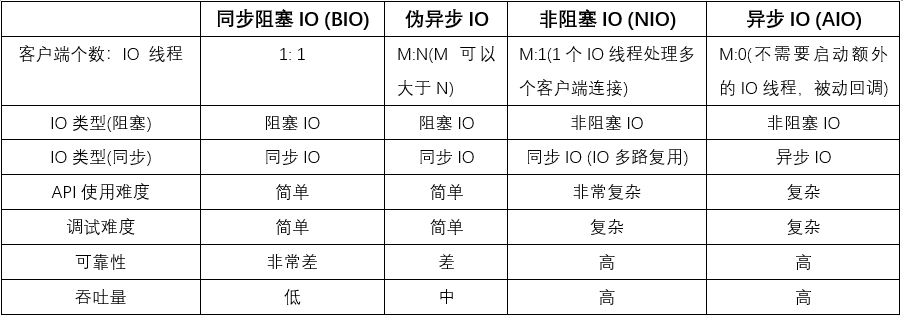 同步阻塞 IO (BIO) 伪异步 IO 非阻塞 IO (NIO) 异步 IO (AIO)
客户端个数：IO 线程 1: 1 M:N(M 可以大于 N) M:1(1 个 IO 线程处理多个客户端连接) M:0(不需要启动额外的 IO 线程，被动回调)
IO 类型(阻塞) 阻塞 IO 阻塞 IO 非阻塞 IO 非阻塞 IO
IO 类型(同步) 同步 IO 同步 IO 同步 IO (IO 多路复用) 异步 IO
API 使用难度 简单 简单 非常复杂 复杂
调试难度 简单 简单 复杂 复杂
可靠性 非常差 差 高 高
吞吐量 低 中 高 高